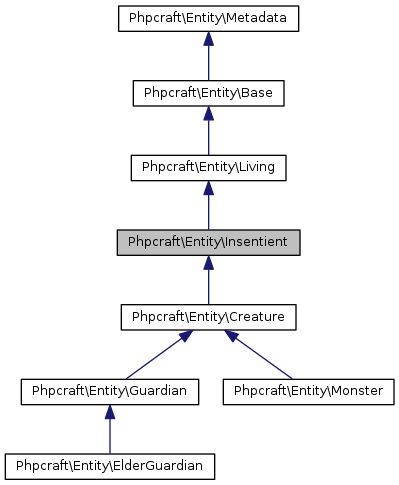 Phpcraft\Entity\Metadata
Phpcraft\Entity\Base
Phpcraft\Entity\Living
Phpcraft\Entity\Insentient
Phpcraft\Entity\Creature
Phpcraft\Entity\Guardian
Phpcraft\Entity\Monster
Phpcraft\Entity\ElderGuardian